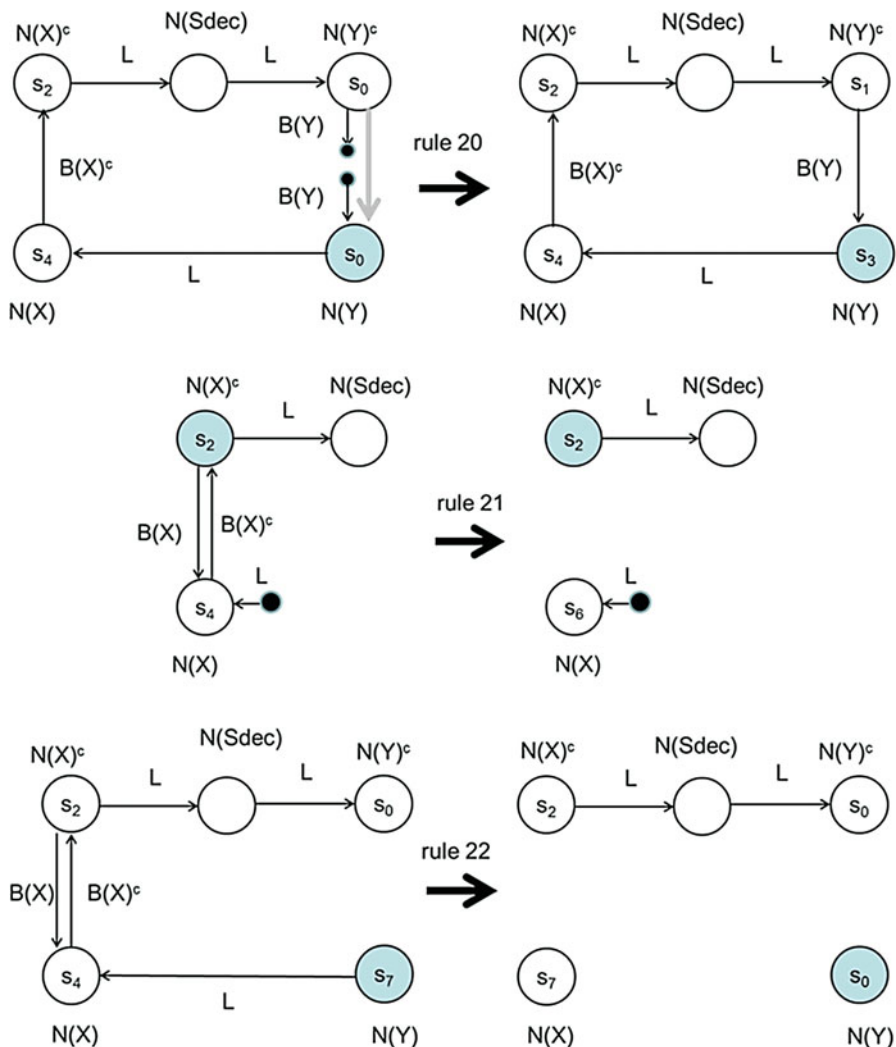 N(X)ᶜ N(Sdec) N(Y)ᶜ N(X)ᶜ N(Sdec) N(Y)ᶜ
L L L L
s₂ s₀ s₂ s₁
B(Y)
B(X)ᶜ rule 20 B(X)ᶜ B(Y)
B(Y)
s₄ s₀ s₄ s₃
L L
N(X) N(Y) N(X) N(Y)
N(X)ᶜ N(Sdec) N(X)ᶜ N(Sdec)
L L
s₂ s₂
rule 21
B(X) B(X)ᶜ
L L
s₄ s₆
N(X) N(X)
N(X)ᶜ N(Sdec) N(Y)ᶜ N(X)ᶜ N(Sdec) N(Y)ᶜ
L L L L
s₂ s₀ s₂ s₀
rule 22
B(X) B(X)ᶜ
s₄ s₇ s₇ s₀
L
N(X) N(Y) N(X) N(Y)